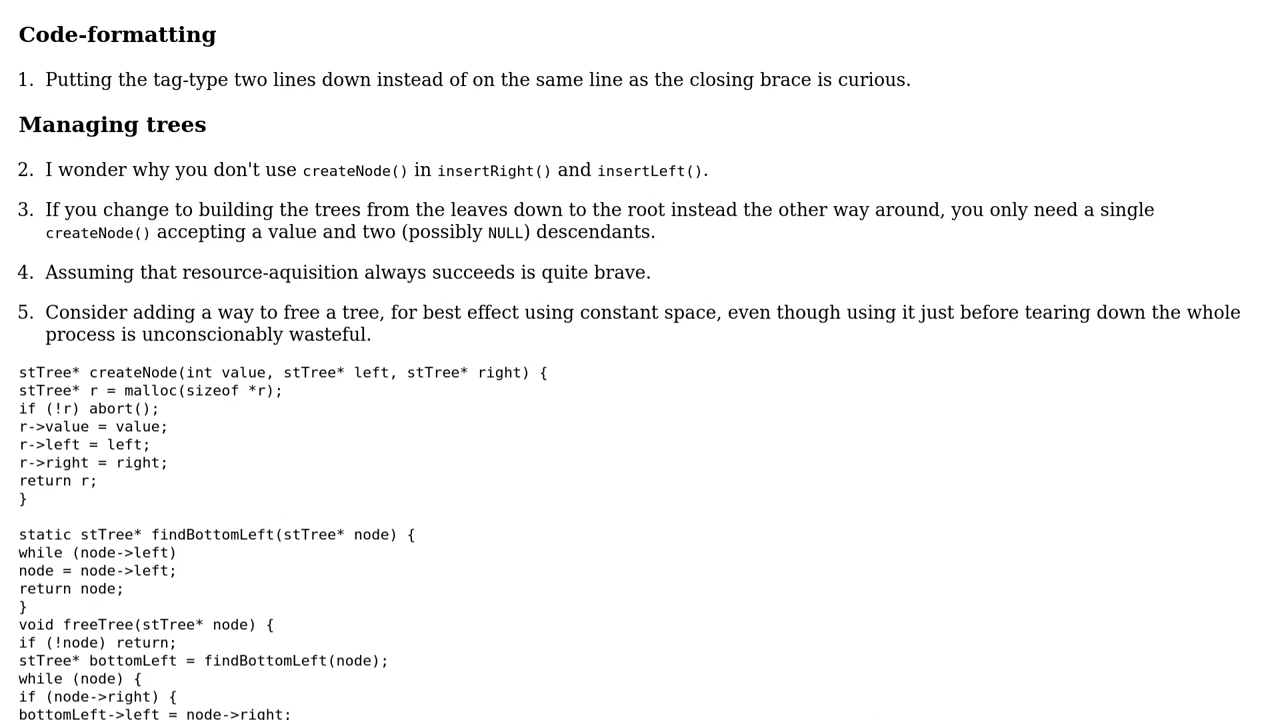 Code-formatting
1. Putting the tag-type two lines down instead of on the same line as the closing brace is curious.
Managing trees
2. I wonder why you don't use createNode() in insertRight() and insertLeft().
3. If you change to building the trees from the leaves down to the root instead the other way around, you only need a single
createNode() accepting a value and two (possibly NULL) descendants.
4. Assuming that resource-aquisition always succeeds is quite brave.
5. Consider adding a way to free a tree, for best effect using constant space, even though using it just before tearing down the whole
process is unconscionably wasteful.
stTree* createNode(int value, stTree* left, stTree* right) {
stTree* r = malloc(sizeof *r);
if (!r) abort();
r->value = value;
r->left = left;
r->right = right;
return r;
}
static stTree* findBottomLeft(stTree* node) {
while (node->left)
node = node->left;
return node;
}
void freeTree(stTree* node) {
if (!node) return;
stTree* bottomLeft = findBottomLeft(node);
while (node) {
if (node->right) {
bottomLeft->left = node->right;